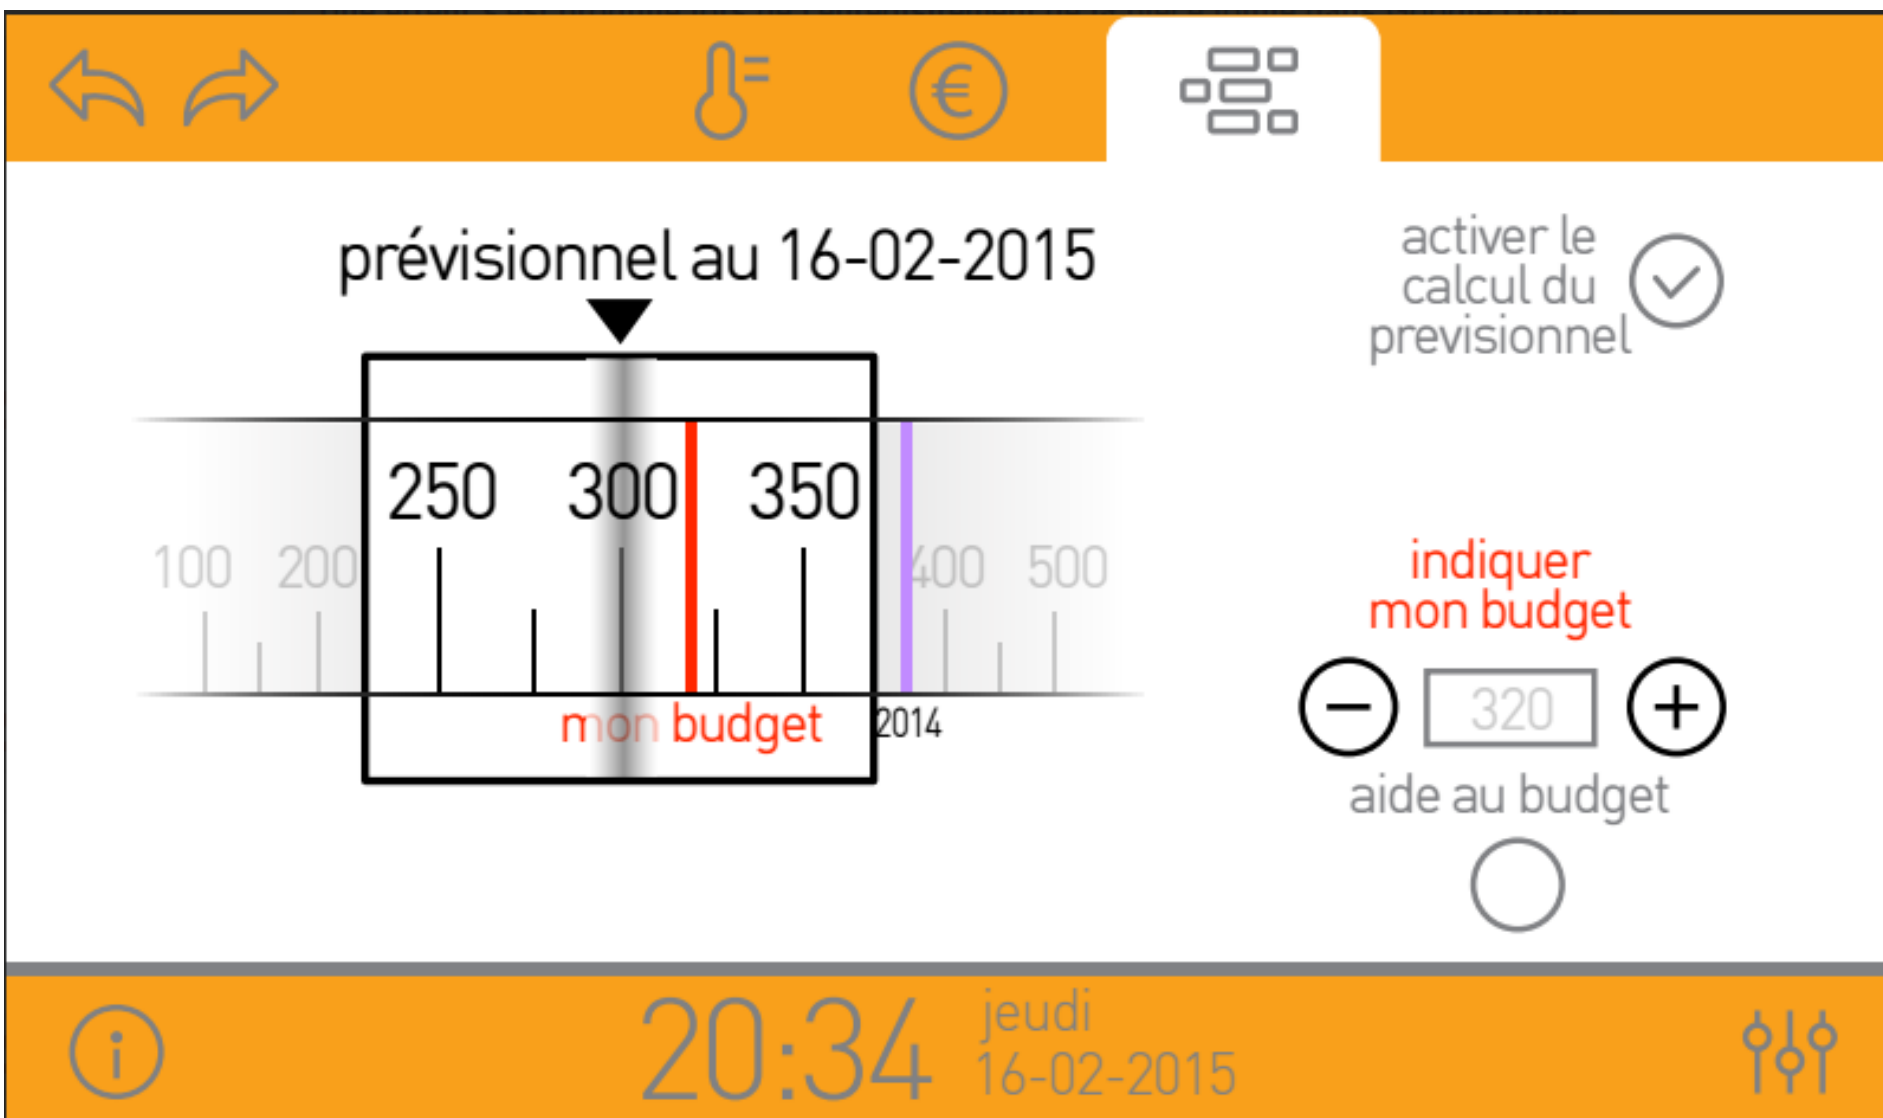 prévisionnel au 16-02-2015
activer le
calcul du
previsionnel
250 300 350
100 200 400 500
mon budget
2014
indiquer
mon budget
320
aide au budget
20:34
jeudi
16-02-2015